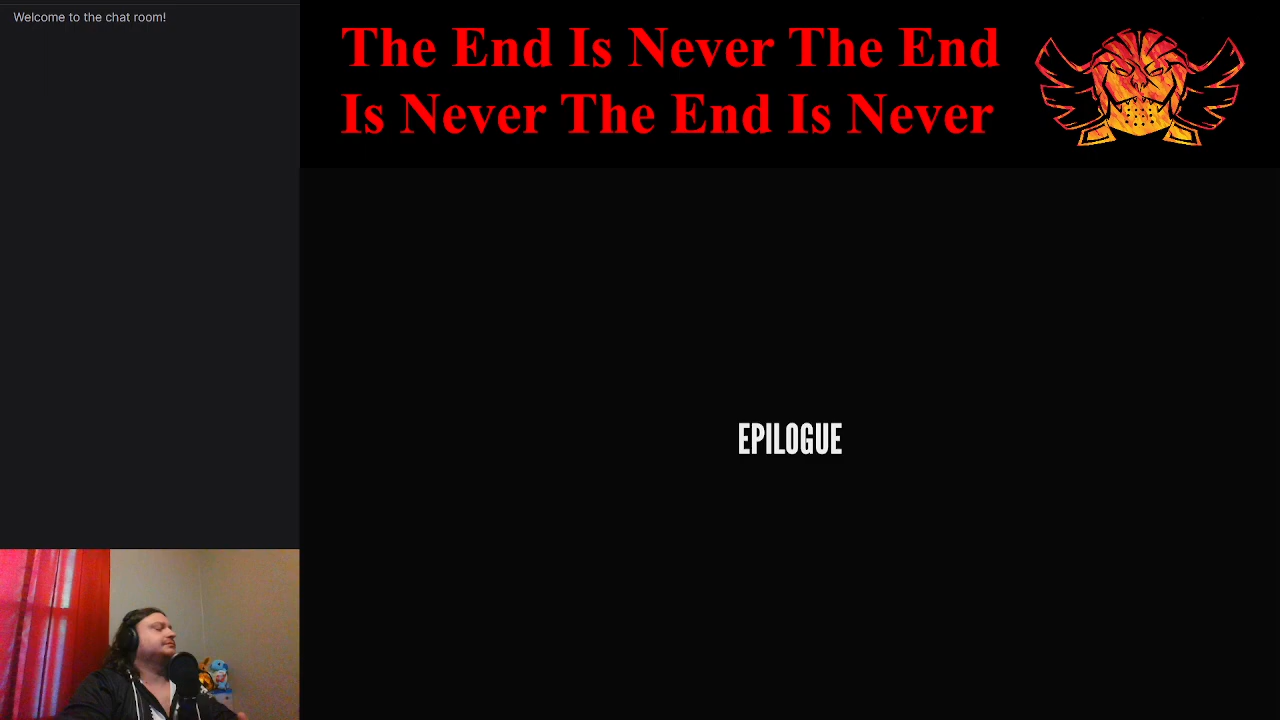 Welcome to the chat room!
The End Is Never The End
Is Never The End Is Never
EPILOGUE